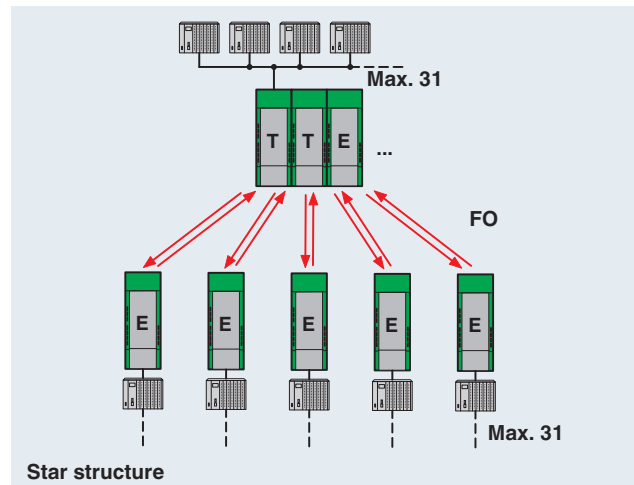 Max. 31
T T E ...
FO
E E E E E
Max. 31
Star structure